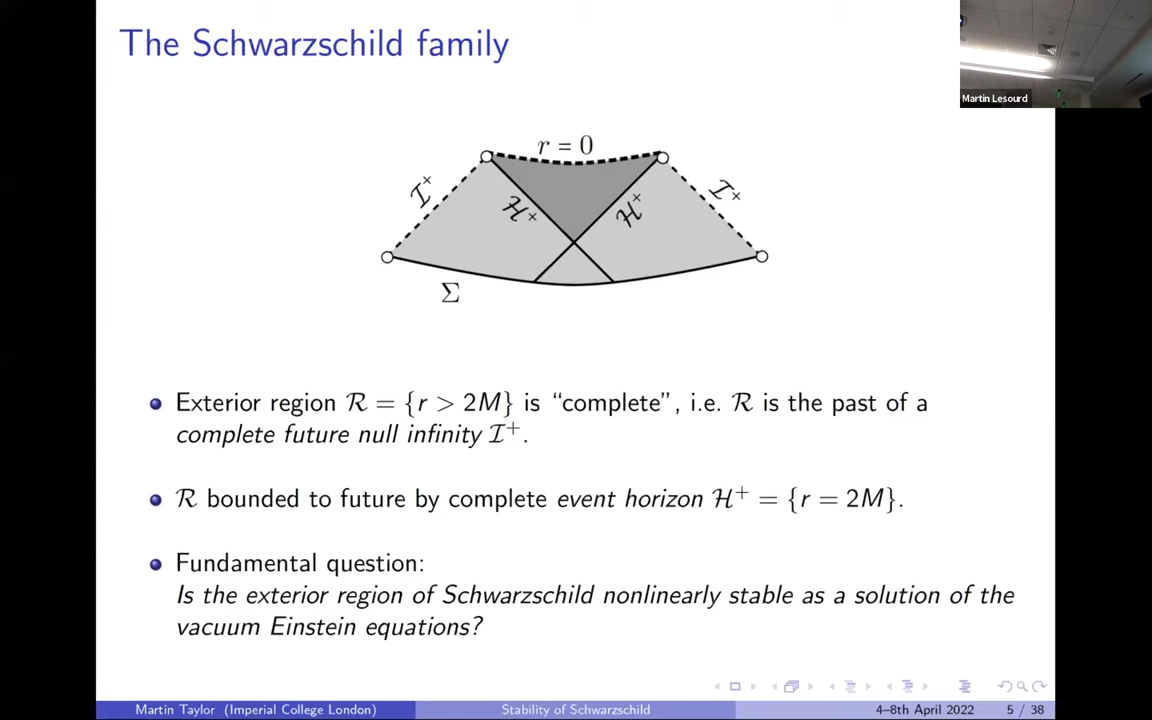 The Schwarzschild family
Martin Lesourd
r = 0
I⁺
H⁺
H⁺
I⁺
Σ
Exterior region R = {r > 2M} is “complete”, i.e. R is the past of a
complete future null infinity I⁺.
R bounded to future by complete event horizon H⁺ = {r = 2M}.
Fundamental question:
Is the exterior region of Schwarzschild nonlinearly stable as a solution of the
vacuum Einstein equations?
Martin Taylor (Imperial College London) Stability of Schwarzschild 4–8th April 2022 5 / 38